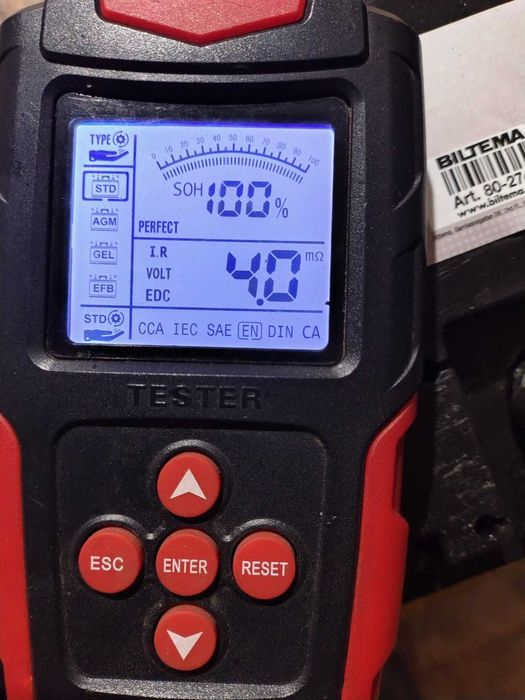 TYPE
STD
AGM
GEL
EFB
STD
0 10 20 30 40 50 60 70 80 90 100
SOH 100 %
PERFECT
I.R
VOLT
EDC
4.0 mΩ
CCA IEC SAE EN DIN CA
TESTER
ESC
ENTER
RESET
BILTEMA
Art. 80-27
www.bilte